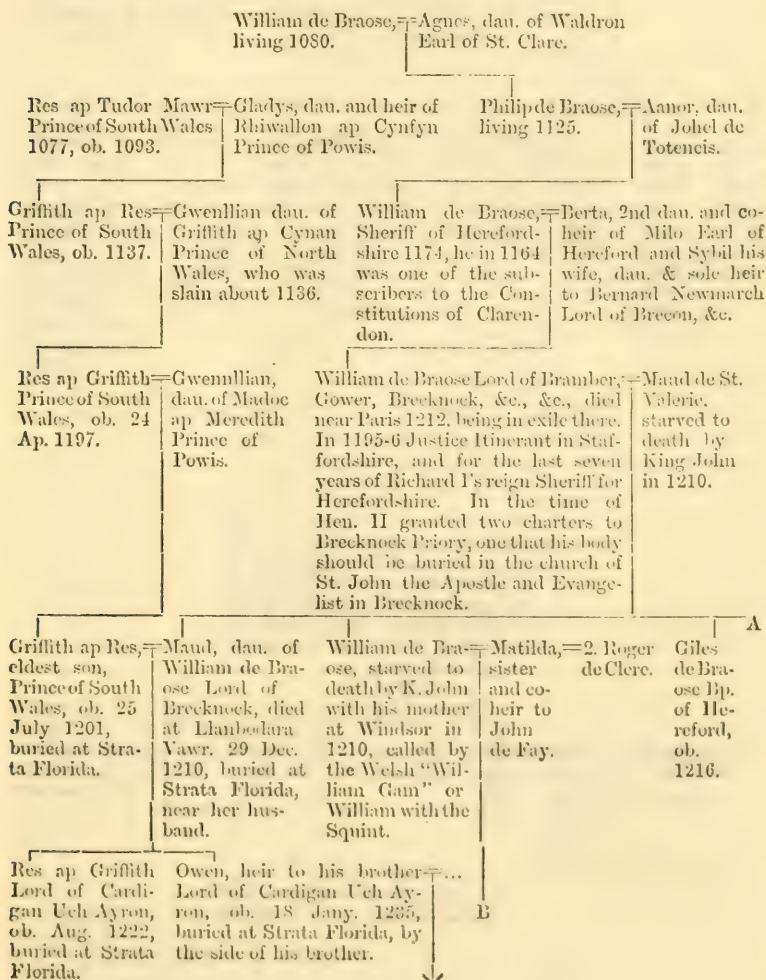 William de Braose,
living 1080.
Agnes, dau. of Waldron
Earl of St. Clare.
Res ap Tudor Mawr
Prince of South Wales
1077, ob. 1093.
Gladys, dau. and heir of
Rhiwallon ap Cynfyn
Prince of Powis.
Philip de Braose,
living 1125.
Aanor, dau.
of Johel de
Totencis.
Griffith ap Res
Prince of South
Wales, ob. 1137.
Gwenllian dau. of
Griffith ap Cynan
Prince of North
Wales, who was
slain about 1136.
William de Braose,
Sheriff of Hereford-
shire 1174, he in 1164
was one of the sub-
scribers to the Con-
stitutions of Claren-
don.
Berta, 2nd dau. and co-
heir of Milo Earl of
Hereford and Sybil his
wife, dau. & sole heir
to Bernard Newmarch
Lord of Brecon, &c.
Res ap Griffith
Prince of South
Wales, ob. 24
Ap. 1197.
Gwennllian,
dau. of Madoc
ap Meredith
Prince of
Powis.
William de Braose Lord of Bramber,
Gower, Brecknock, &c., &c., died
near Paris 1212, being in exile there.
In 1195-6 Justice Itinerant in Staf-
fordshire, and for the last seven
years of Richard I's reign Sheriff for
Herefordshire. In the time of
Hen. II granted two charters to
Brecknock Priory, one that his body
should be buried in the church of
St. John the Apostle and Evange-
list in Brecknock.
Maud de St.
Valerie,
starved to
death by
King John
in 1210.
A
Griffith ap Res,
eldest son,
Prince of South
Wales, ob. 25
July 1201,
buried at Stra-
ta Florida.
Maud, dau. of
William de Bra-
ose Lord of
Brecknock, died
at Llanbodara
Vawr. 29 Dec.
1210, buried at
Strata Florida,
near her hus-
band.
William de Bra-
ose, starved to
death by K. John
with his mother
at Windsor in
1210, called by
the Welsh "Wil-
liam Gam" or
William with the
Squint.
Matilda,
sister
and co-
heir to
John
de Fay.
2. Roger
de Clere.
Giles
de Bra-
ose Bp.
of He-
reford,
ob.
1216.
Res ap Griffith
Lord of Cardi-
gan Uch Ayron,
ob. Aug. 1222,
buried at Strata
Florida.
Owen, heir to his brother
Lord of Cardigan Uch Ay-
ron, ob. 18 Jany. 1235,
buried at Strata Florida, by
the side of his brother.
...
B